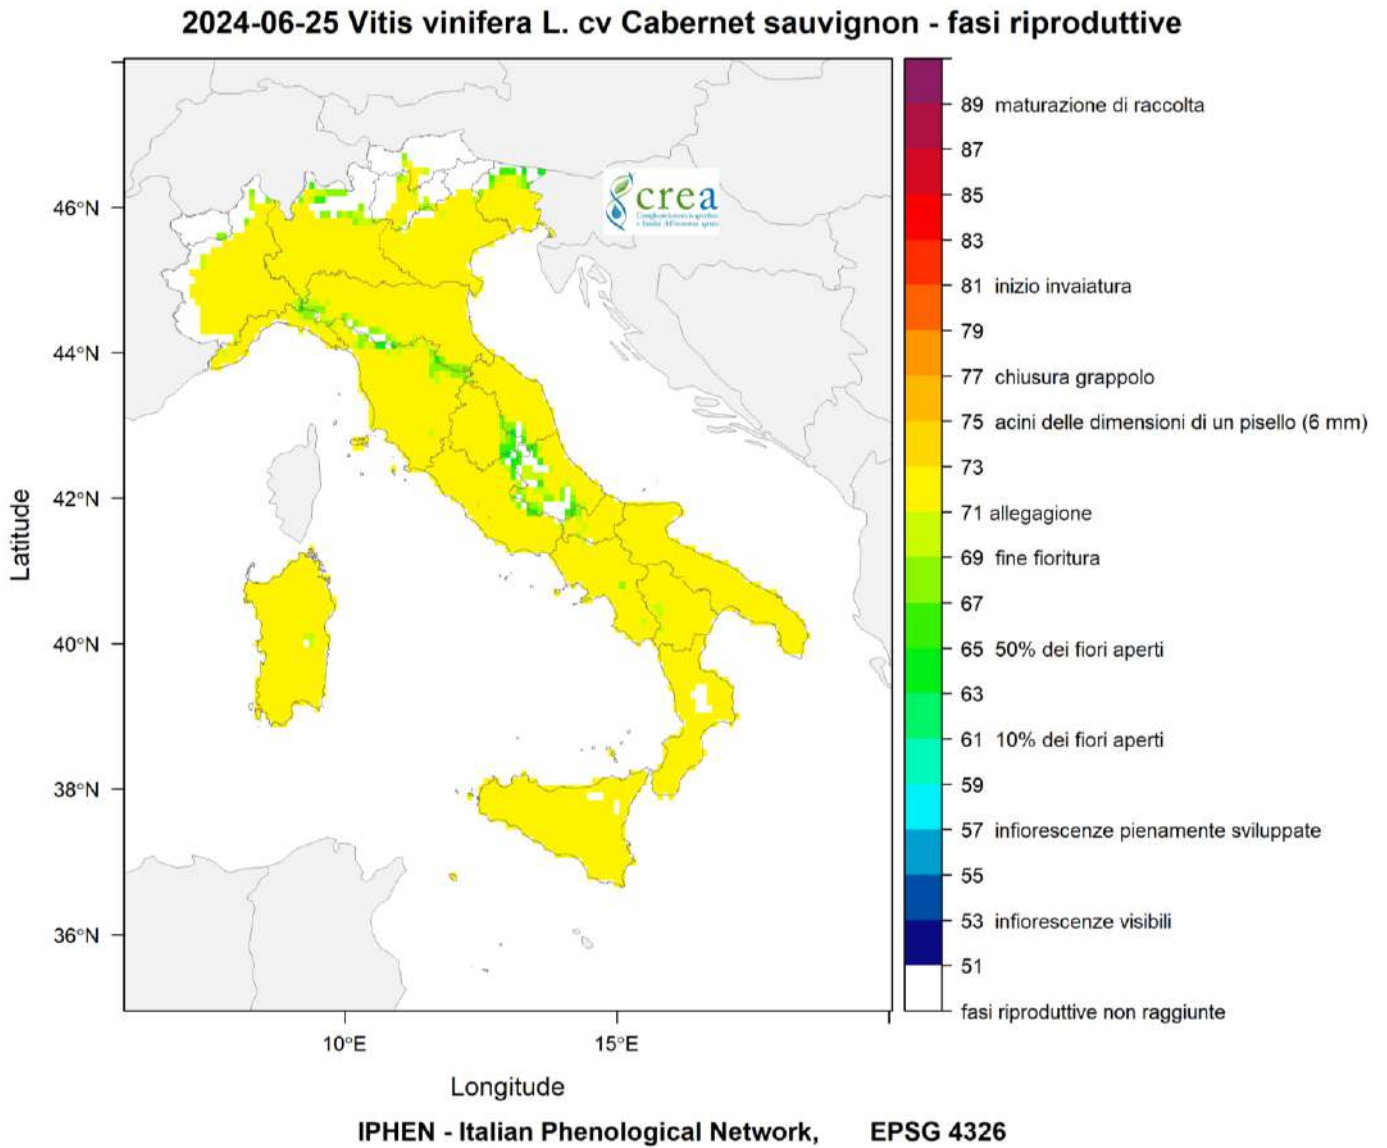 2024-06-25 Vitis vinifera L. cv Cabernet sauvignon - fasi riproduttive
46°N
44°N
42°N
40°N
38°N
36°N
Latitude
10°E
15°E
Longitude
crea
89 maturazione di raccolta
87
85
83
81 inizio invaiatura
79
77 chiusura grappolo
75 acini delle dimensioni di un pisello (6 mm)
73
71 allegagione
69 fine fioritura
67
65 50% dei fiori aperti
63
61 10% dei fiori aperti
59
57 infiorescenze pienamente sviluppate
55
53 infiorescenze visibili
51
fasi riproduttive non raggiunte
IPHEN - Italian Phenological Network, EPSG 4326